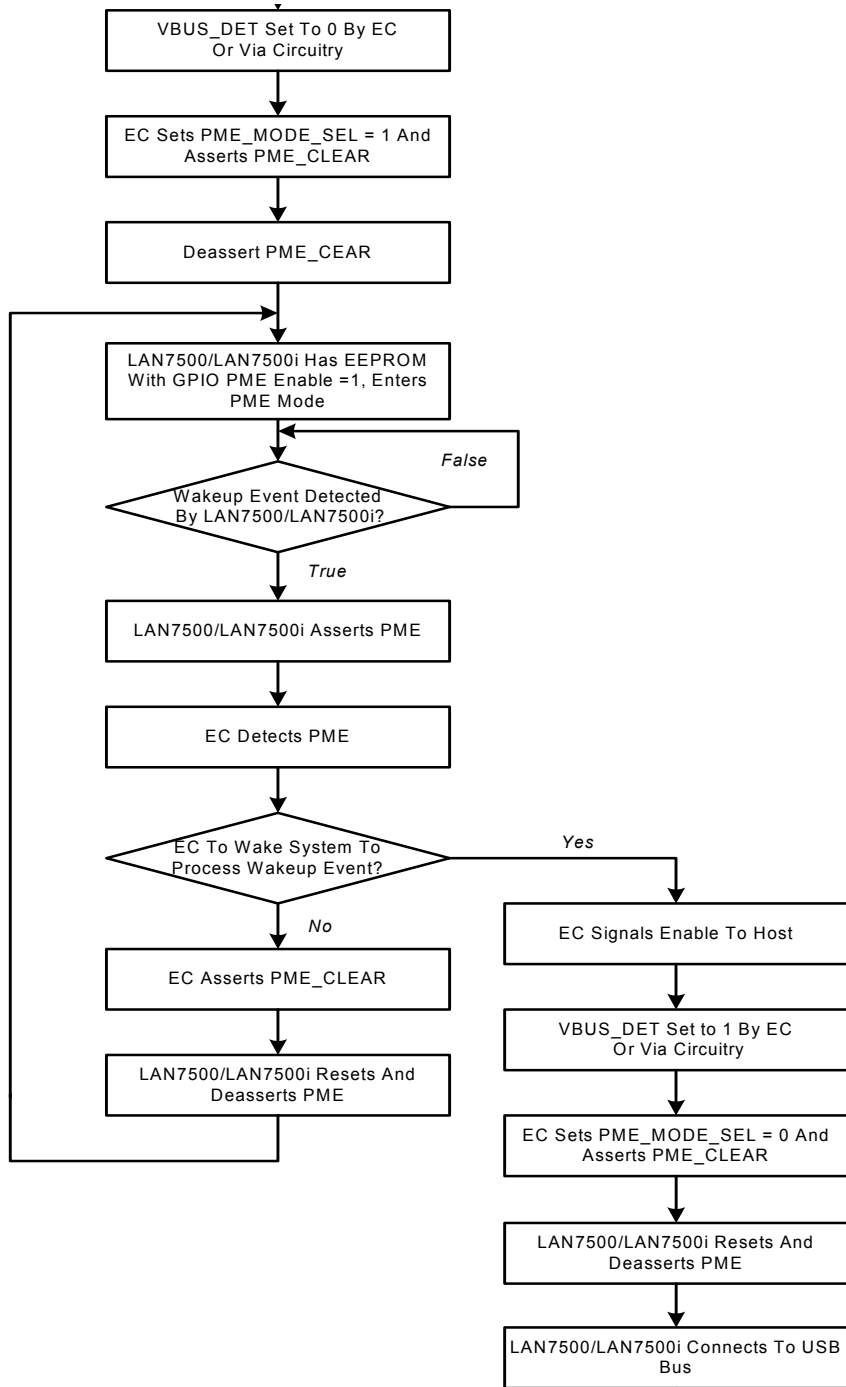 VBUS_DET Set To 0 By EC
Or Via Circuitry
EC Sets PME_MODE_SEL = 1 And
Asserts PME_CLEAR
Deassert PME_CEAR
LAN7500/LAN7500i Has EEPROM
With GPIO PME Enable =1, Enters
PME Mode
False
Wakeup Event Detected
By LAN7500/LAN7500i?
True
LAN7500/LAN7500i Asserts PME
EC Detects PME
EC To Wake System To
Process Wakeup Event?
Yes
No
EC Asserts PME_CLEAR
LAN7500/LAN7500i Resets And
Deasserts PME
EC Signals Enable To Host
VBUS_DET Set to 1 By EC
Or Via Circuitry
EC Sets PME_MODE_SEL = 0 And
Asserts PME_CLEAR
LAN7500/LAN7500i Resets And
Deasserts PME
LAN7500/LAN7500i Connects To USB
Bus